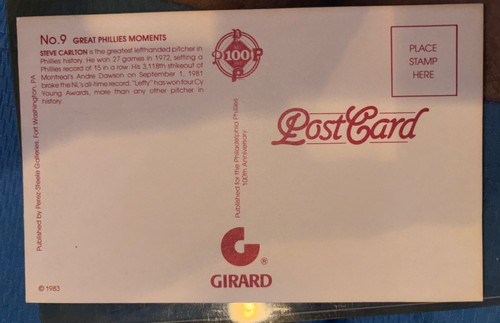 No. 9 GREAT PHILLIES MOMENTS
STEVE CARLTON is the greatest lefthanded pitcher in
Phillies history. He won 27 games in 1972, setting a
Phillies record of 15 in a row. His 3,118th strikeout of
Montreal's Andre Dawson on September 1, 1981
broke the NL's all-time record. "Lefty" has won four Cy
Young Awards, more than any other pitcher in
history
P
P 100 P
P
PLACE
STAMP
HERE
PostCard
Published by Perez-Steele Galleries, Fort Washington, PA
Published for the Philadelphia Phillies
100th Anniversary
G ®
GIRARD
© 1983